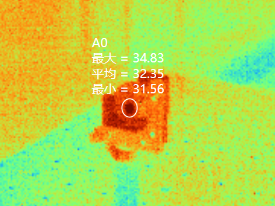 A0
最大 = 34.83
平均 = 32.35
最小 = 31.56